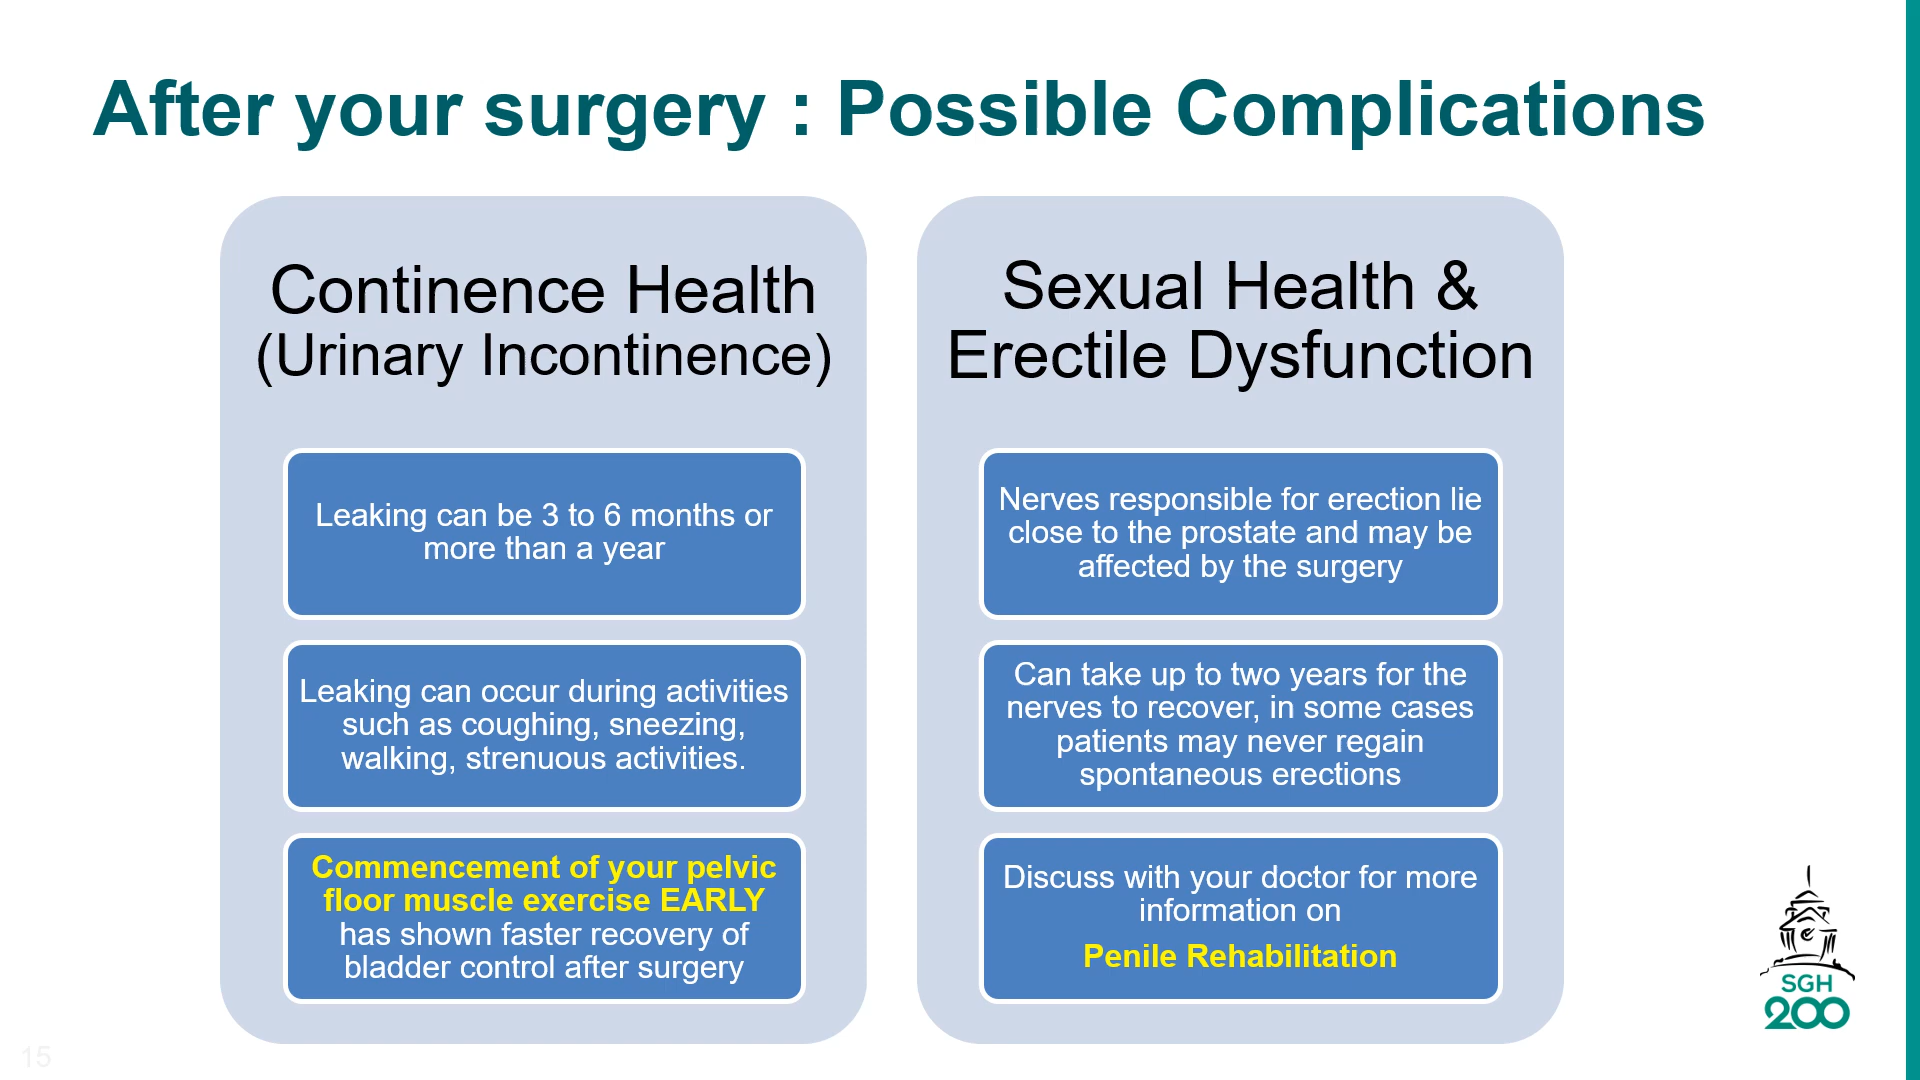 After your surgery : Possible Complications
Continence Health
(Urinary Incontinence)
Leaking can be 3 to 6 months or
more than a year
Leaking can occur during activities
such as coughing, sneezing,
walking, strenuous activities.
Commencement of your pelvic
floor muscle exercise EARLY
has shown faster recovery of
bladder control after surgery
Sexual Health &
Erectile Dysfunction
Nerves responsible for erection lie
close to the prostate and may be
affected by the surgery
Can take up to two years for the
nerves to recover, in some cases
patients may never regain
spontaneous erections
Discuss with your doctor for more
information on
Penile Rehabilitation
SGH
200
15